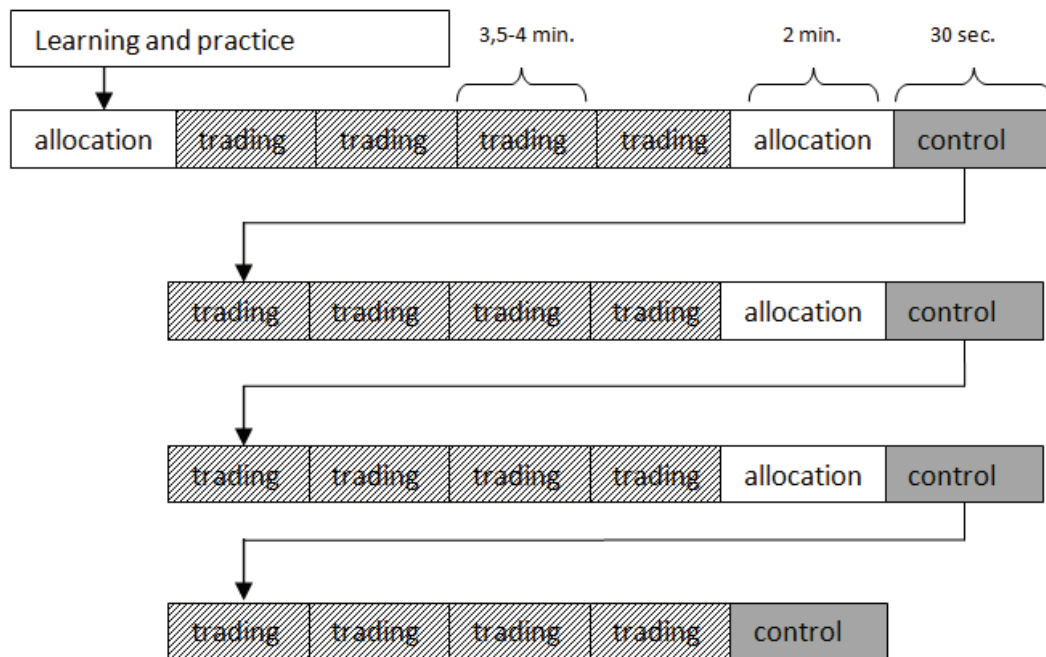 Learning and practice
3,5-4 min.
2 min.
30 sec.
allocation trading trading trading trading allocation control
trading trading trading trading allocation control
trading trading trading trading allocation control
trading trading trading trading control